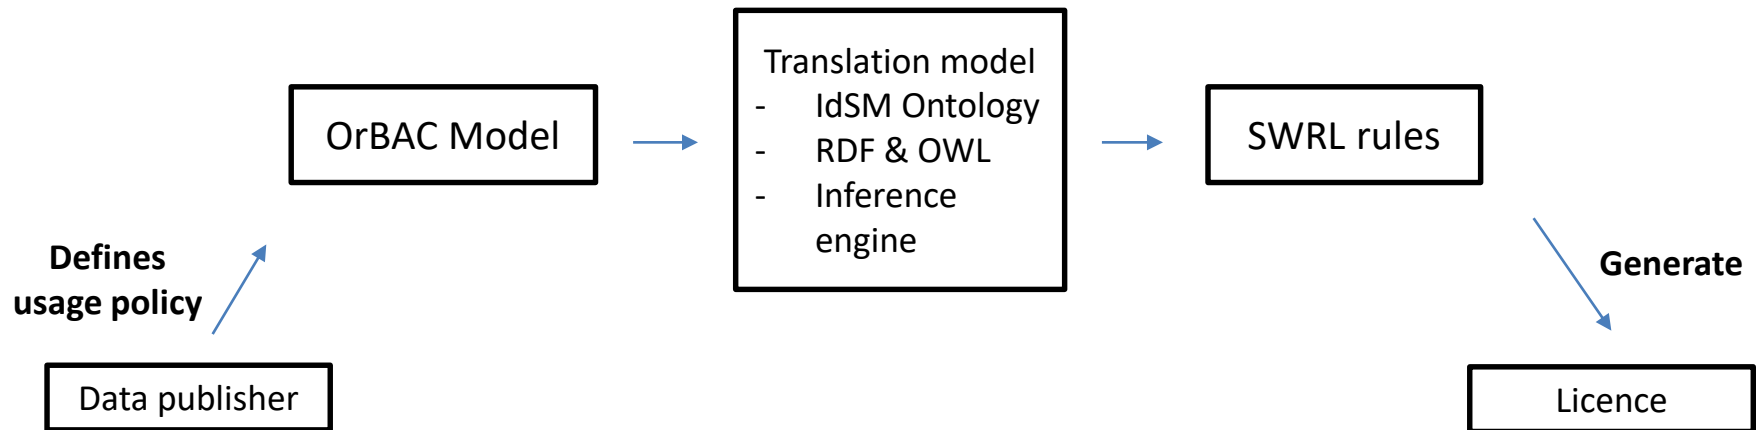 Translation model
- IdSM Ontology
- RDF & OWL
- Inference
engine
OrBAC Model
SWRL rules
Defines
usage policy
Generate
Data publisher
Licence